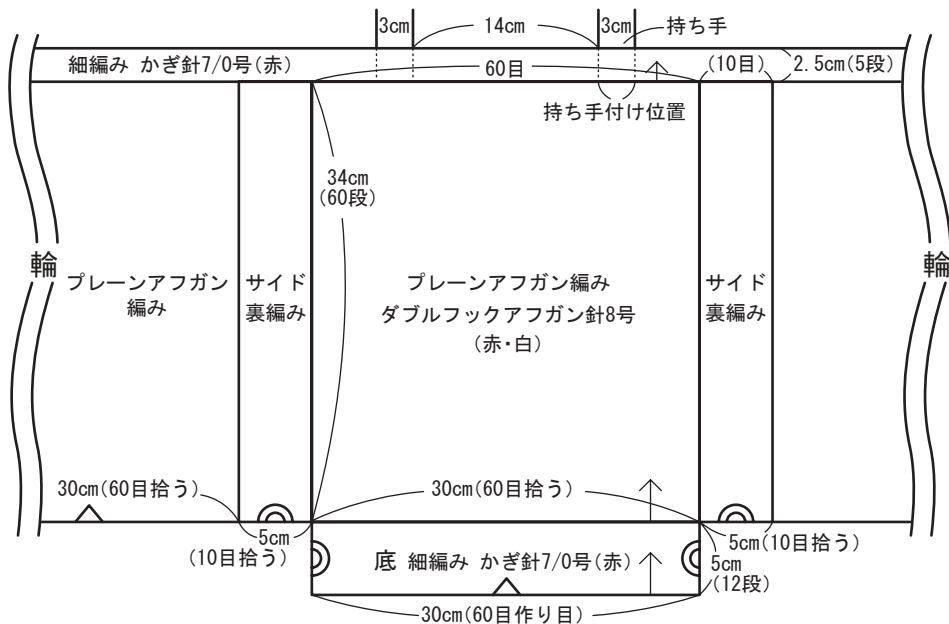 3cm
14cm
3cm
持ち手
細編み かぎ針7/0号(赤)
60目
(10目)
2.5cm(5段)
持ち手付け位置
34cm
(60段)
輪
プレーンアフガン
編み
サイド
裏編み
プレーンアフガン編み
ダブルフックアフガン針8号
(赤・白)
サイド
裏編み
輪
30cm(60目拾う)
5cm
(10目拾う)
30cm(60目拾う)
5cm(10目拾う)
底 細編み かぎ針7/0号(赤)
5cm
(12段)
30cm(60目作り目)